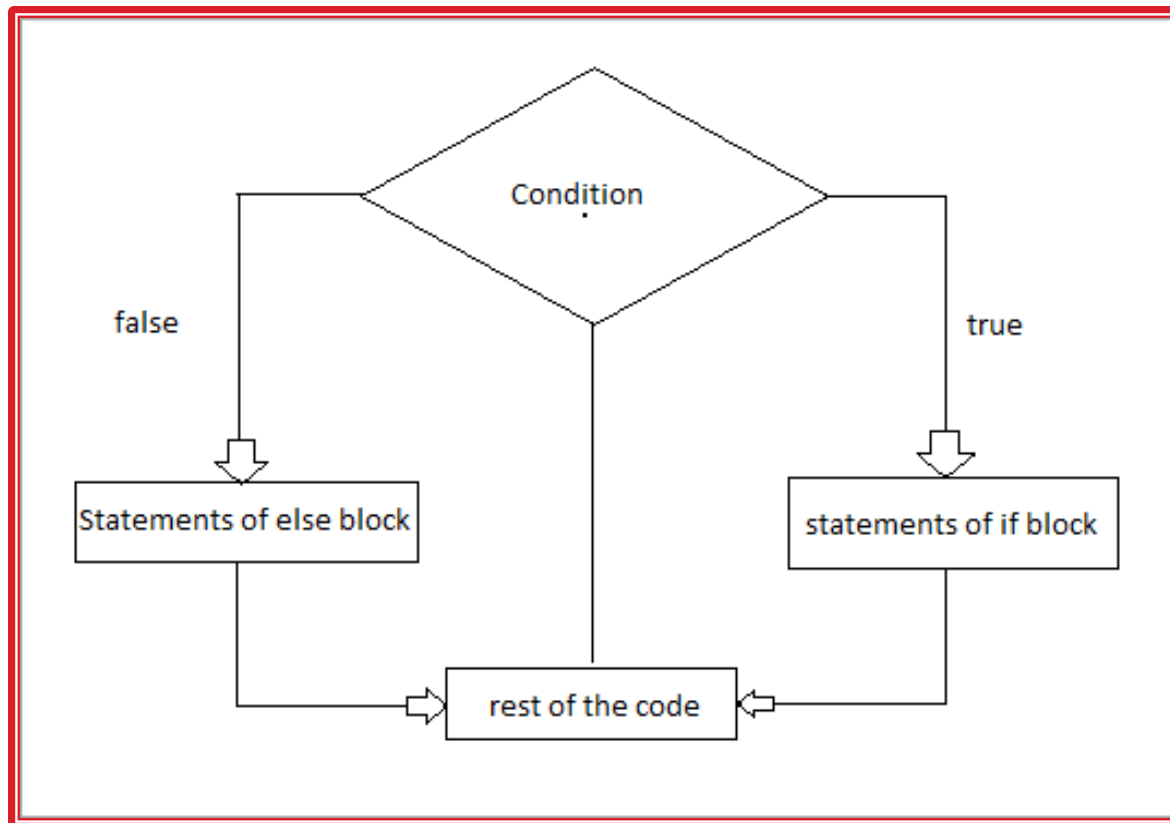 Condition
false
true
Statements of else block
statements of if block
rest of the code